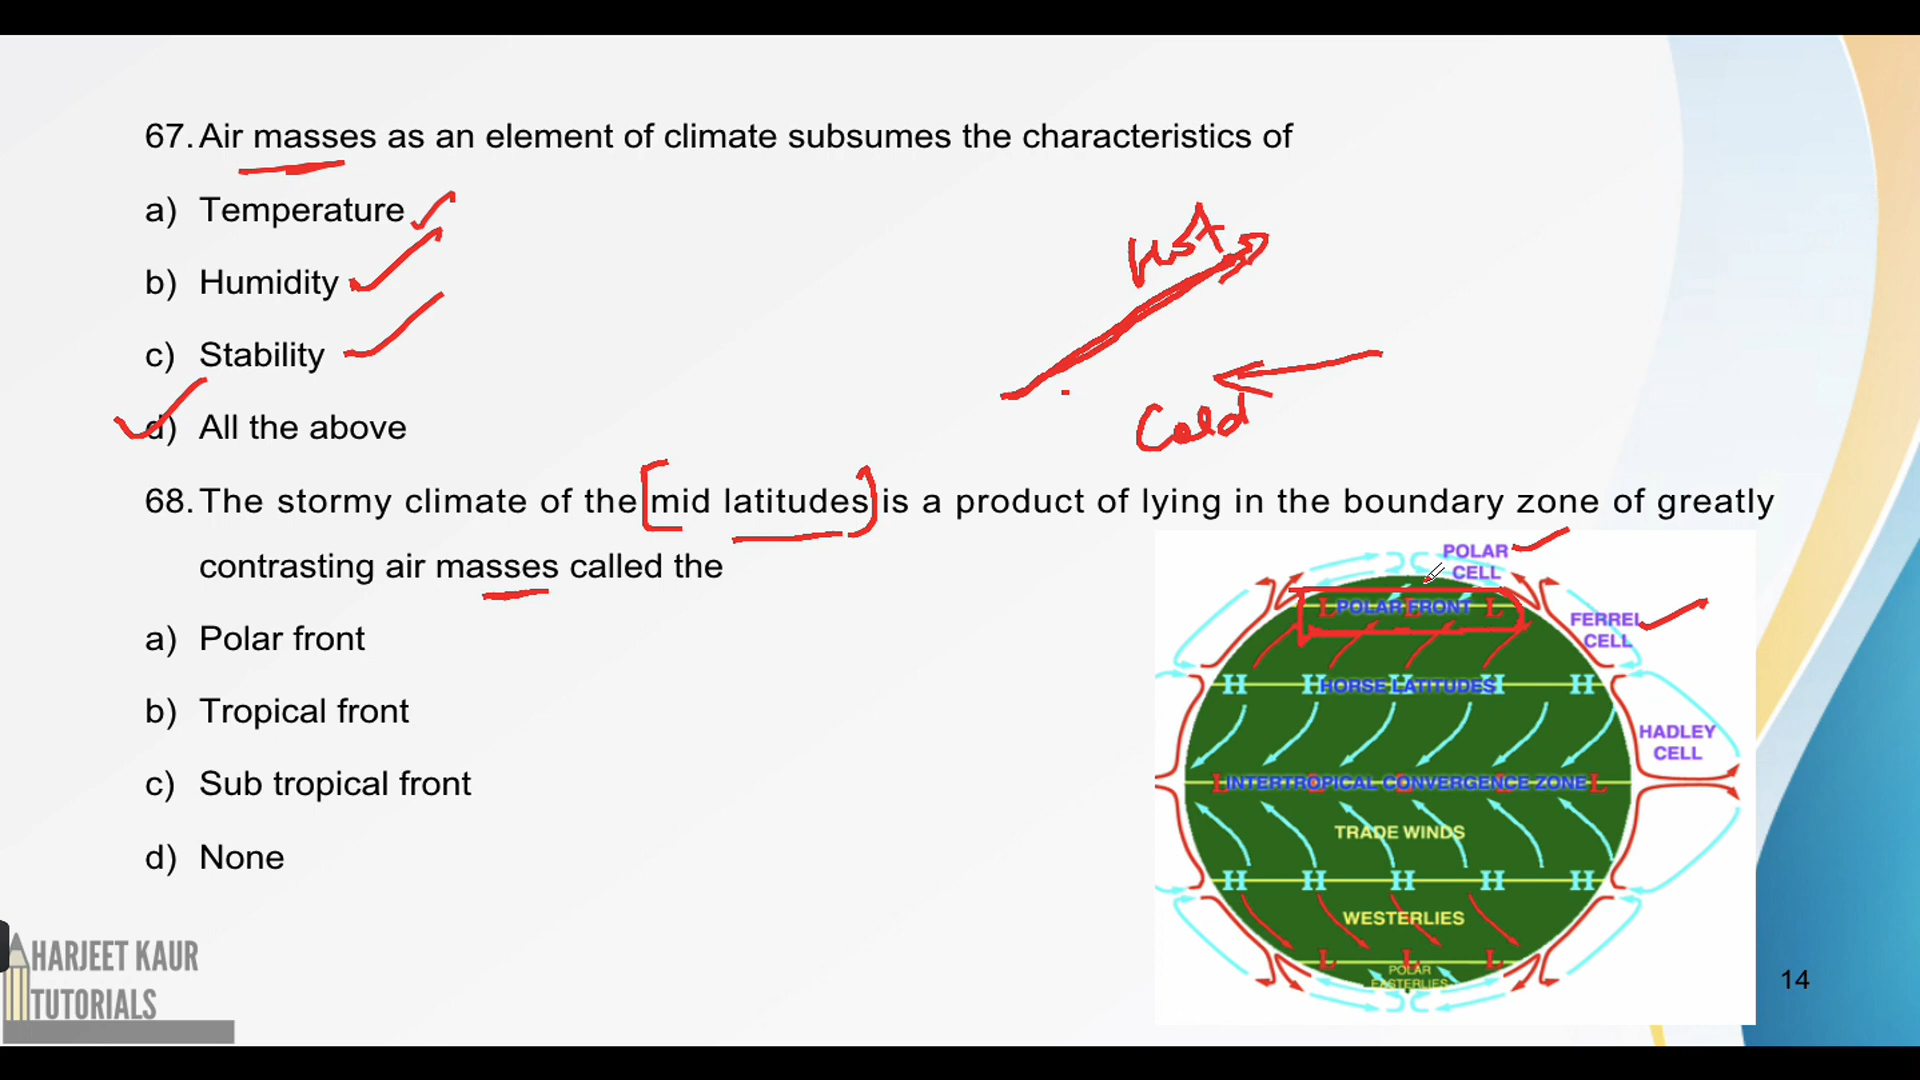 67. Air masses as an element of climate subsumes the characteristics of
a) Temperature
b) Humidity
c) Stability
d) All the above
Hot
Cold
68. The stormy climate of the mid latitudes is a product of lying in the boundary zone of greatly
contrasting air masses called the
a) Polar front
b) Tropical front
c) Sub tropical front
d) None
POLAR
CELL
L POLAR FRONT L L
FERREL
CELL
H H HORSE LATITUDES H H H
HADLEY
CELL
L INTERTROPICAL CONVERGENCE ZONE L
TRADE WINDS
H H H H H
WESTERLIES
L L L
POLAR
EASTERLIES
HARJEET KAUR
TUTORIALS
14